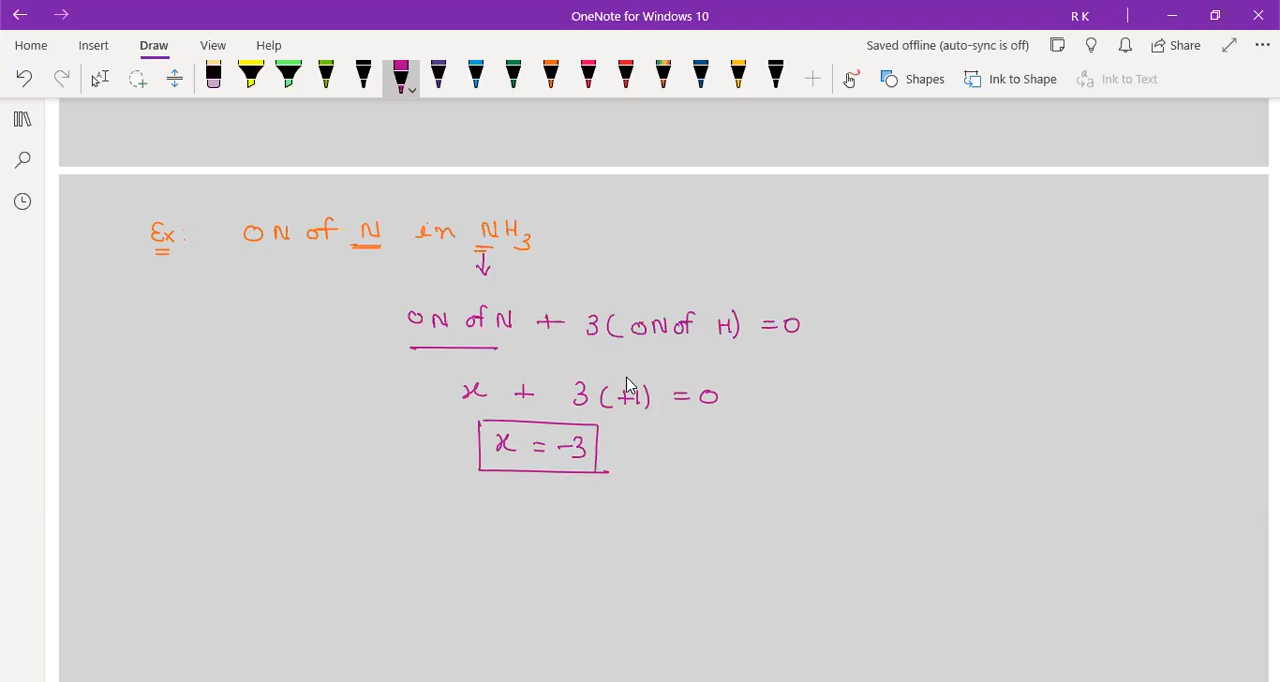 OneNote for Windows 10
R K
Home Insert Draw View Help
Saved offline (auto-sync is off) Share
Shapes Ink to Shape Ink to Text
Ex: ON of N in NH3
ON of N + 3(ON of H) = 0
x + 3(+1) = 0
x = -3